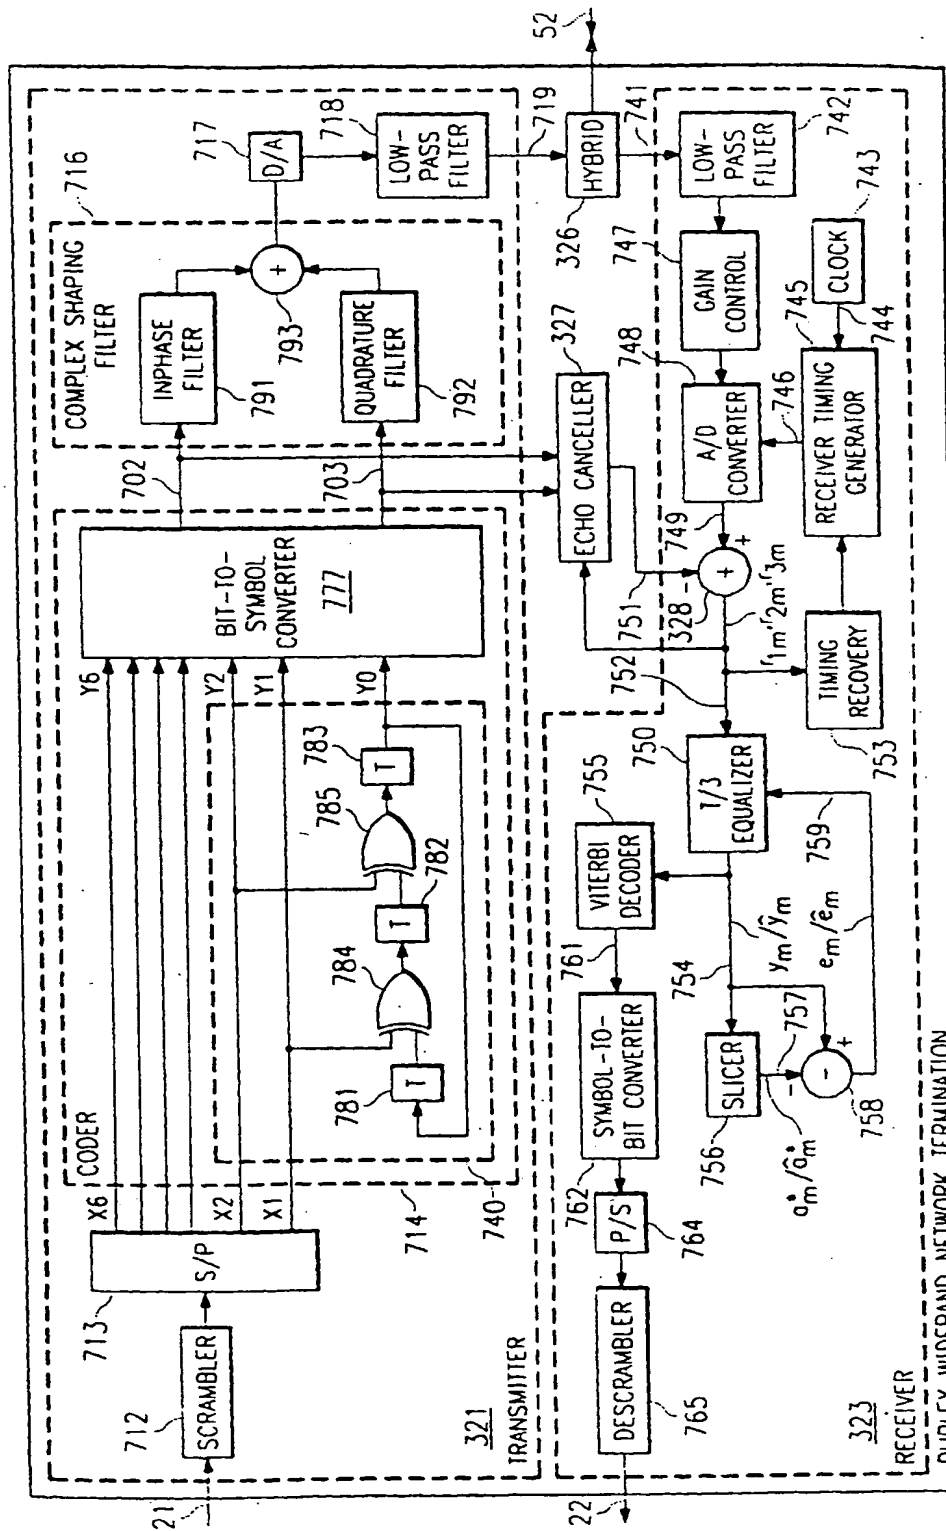 21
712
SCRAMBLER
713
S/P
X6
X2
X1
321
TRANSMITTER
714
740
CODER
781
T
784
782
T
785
783
T
Y6
Y2
Y1
Y0
BIT-TO-
SYMBOL
CONVERTER
777
702
703
COMPLEX SHAPING
FILTER
716
INPHASE
FILTER
791
793
+
QUADRATURE
FILTER
792
717
D/A
718
LOW-
PASS
FILTER
719
326
HYBRID
52
741
327
ECHO CANCELLER
LOW-
PASS
FILTER
742
747
GAIN
CONTROL
748
A/D
CONVERTER
749
743
CLOCK
744
745
RECEIVER TIMING
GENERATOR
746
751
-
+
+
328
r1m, r2m, r3m
752
TIMING
RECOVERY
753
750
T/3
EQUALIZER
759
755
VITERBI
DECODER
761
754
ym/ŷm
em/êm
SLICER
756
757
-
+
-
758
a*m/â*m
SYMBOL-TO-
BIT CONVERTER
762
P/S
764
DESCRAMBLER
765
22
323
RECEIVER
DUPLEX WIDEBAND NETWORK TERMINATION